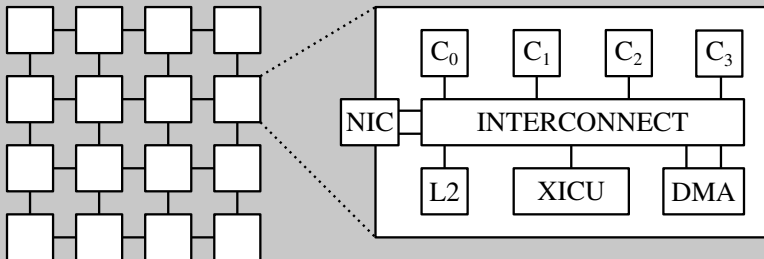 C₀ C₁ C₂ C₃
NIC INTERCONNECT
L2 XICU DMA